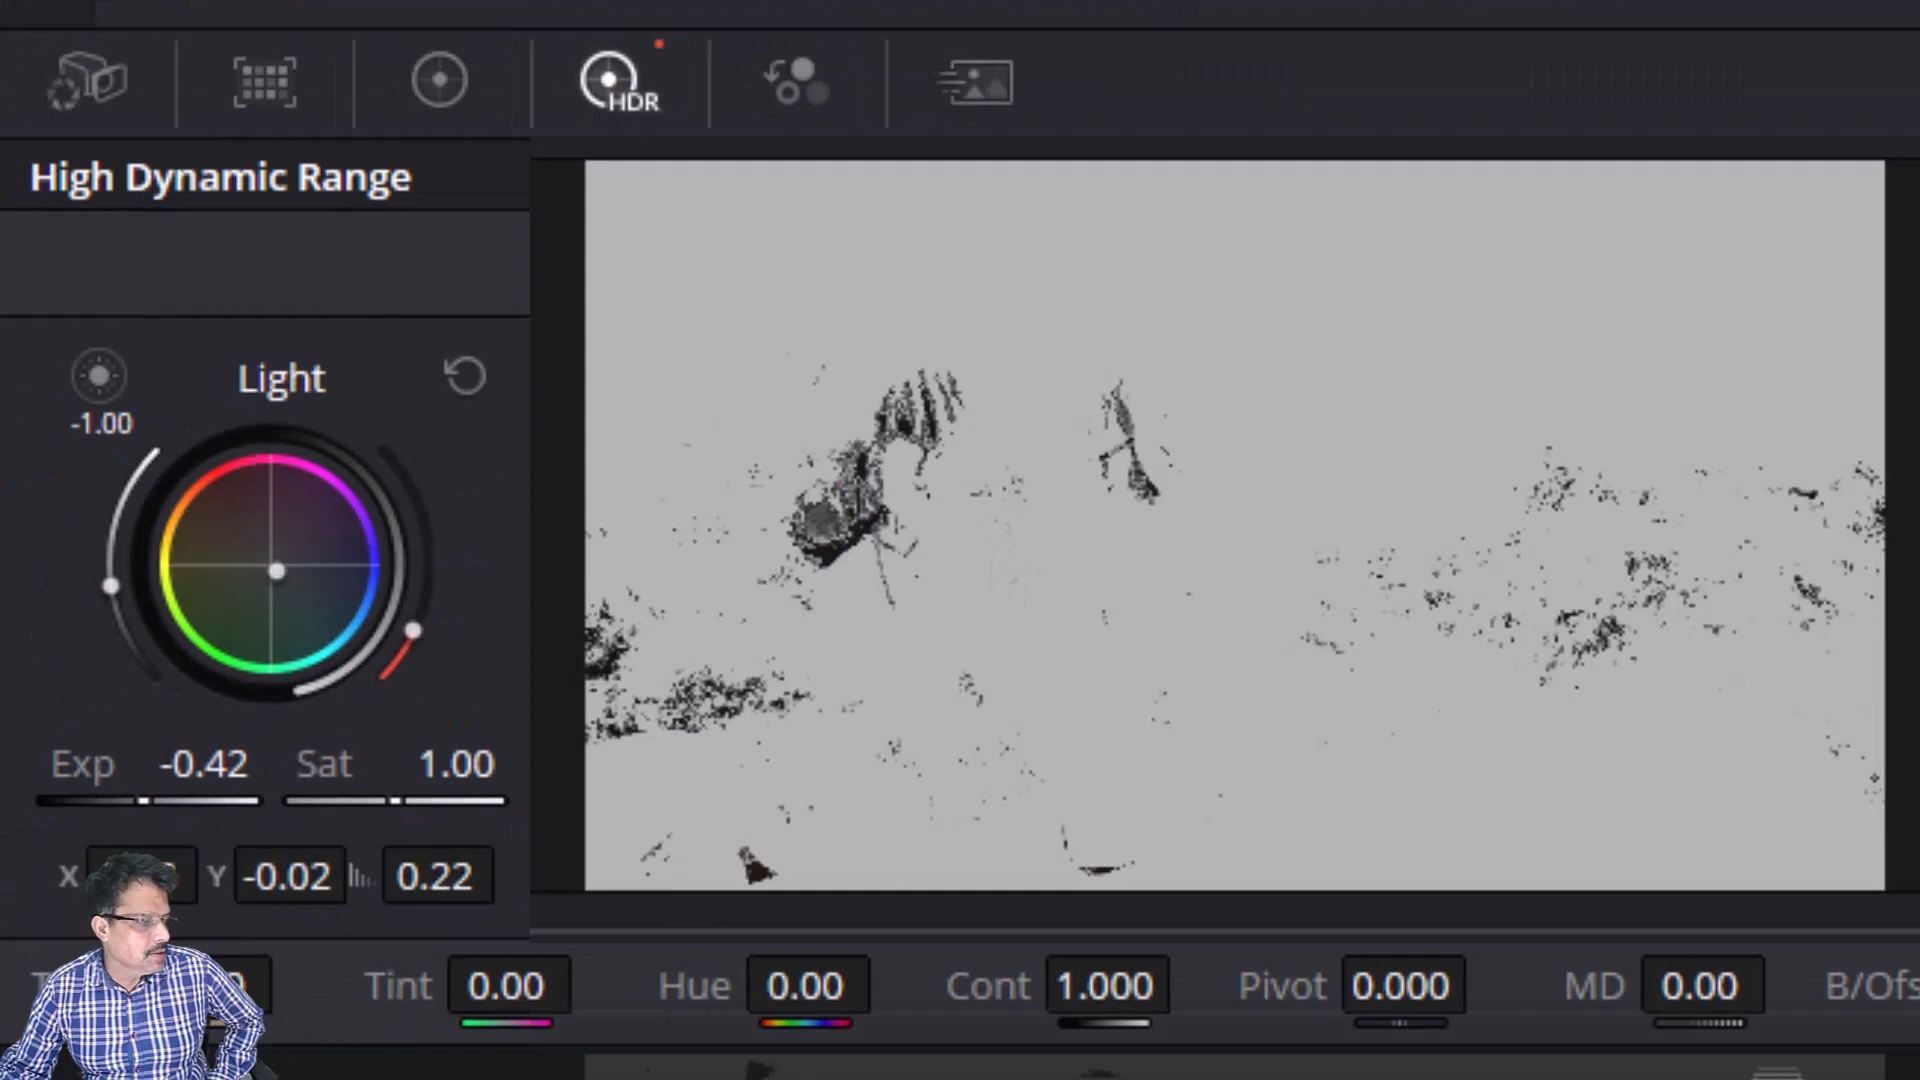 HDR
High Dynamic Range
Light
-1.00
Exp -0.42 Sat 1.00
X Y -0.02 0.22
Tint 0.00 Hue 0.00 Cont 1.000 Pivot 0.000 MD 0.00 B/Ofs